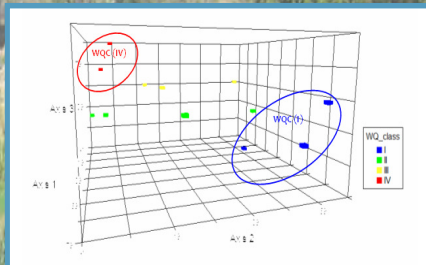 WQC (IV)
WQC (I)
Axis 3
Axis 1
Axis 2
WQ_class
I
II
III
IV